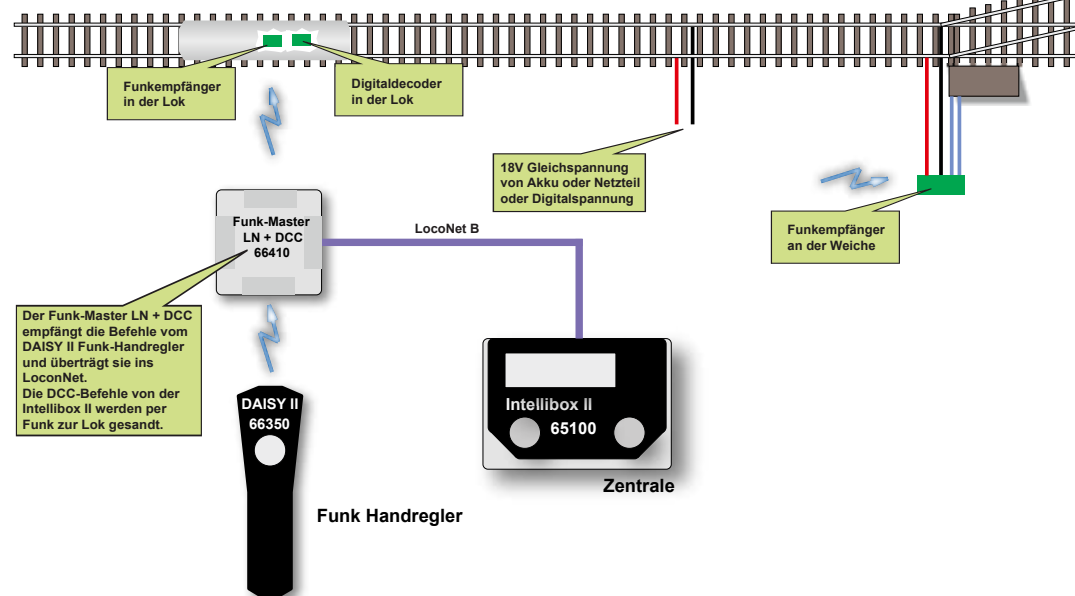 Funkempfänger
in der Lok
Digitaldecoder
in der Lok
18V Gleichspannung
von Akku oder Netzteil
oder Digitalspannung
Funkempfänger
an der Weiche
Funk-Master
LN + DCC
66410
LocoNet B
Der Funk-Master LN + DCC
empfängt die Befehle vom
DAISY II Funk-Handregler
und überträgt sie ins
LoconNet.
Die DCC-Befehle von der
Intellibox II werden per
Funk zur Lok gesandt.
DAISY II
66350
Funk Handregler
Intellibox II
65100
Zentrale